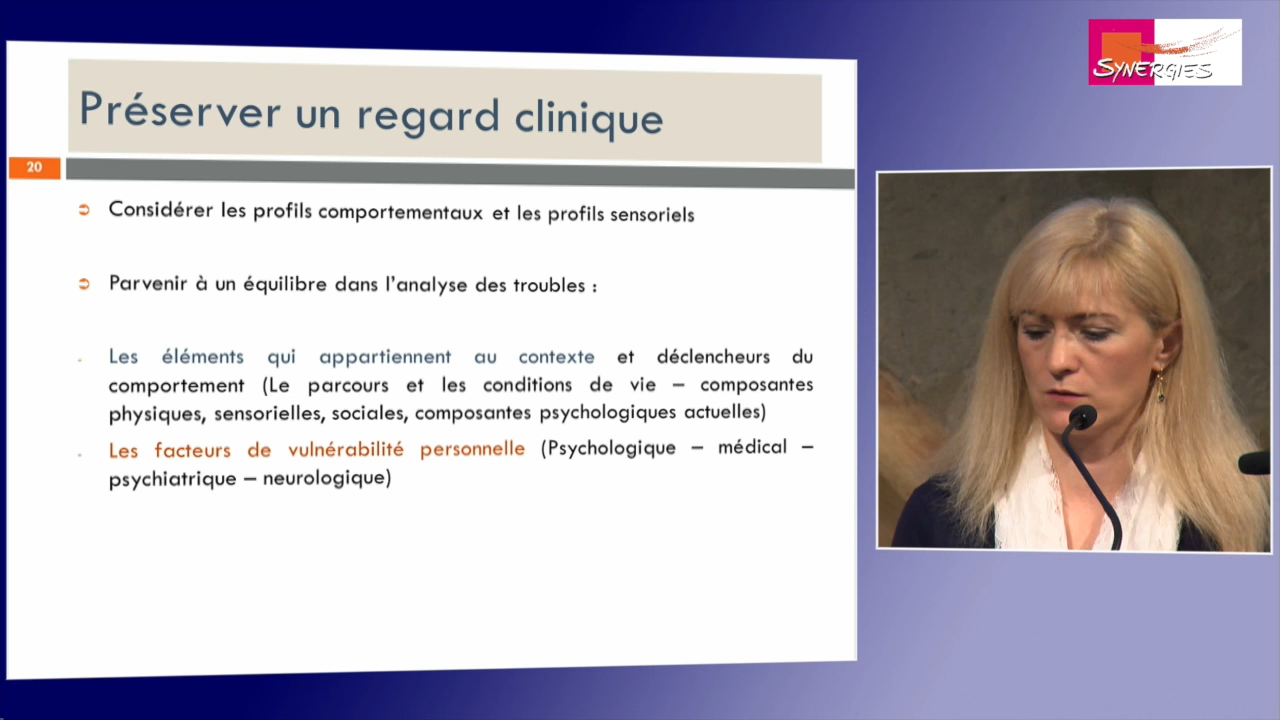 SYNERGIES
Préserver un regard clinique
20
Considérer les profils comportementaux et les profils sensoriels
Parvenir à un équilibre dans l'analyse des troubles :
Les éléments qui appartiennent au contexte et déclencheurs du
comportement (Le parcours et les conditions de vie – composantes
physiques, sensorielles, sociales, composantes psychologiques actuelles)
Les facteurs de vulnérabilité personnelle (Psychologique – médical –
psychiatrique – neurologique)